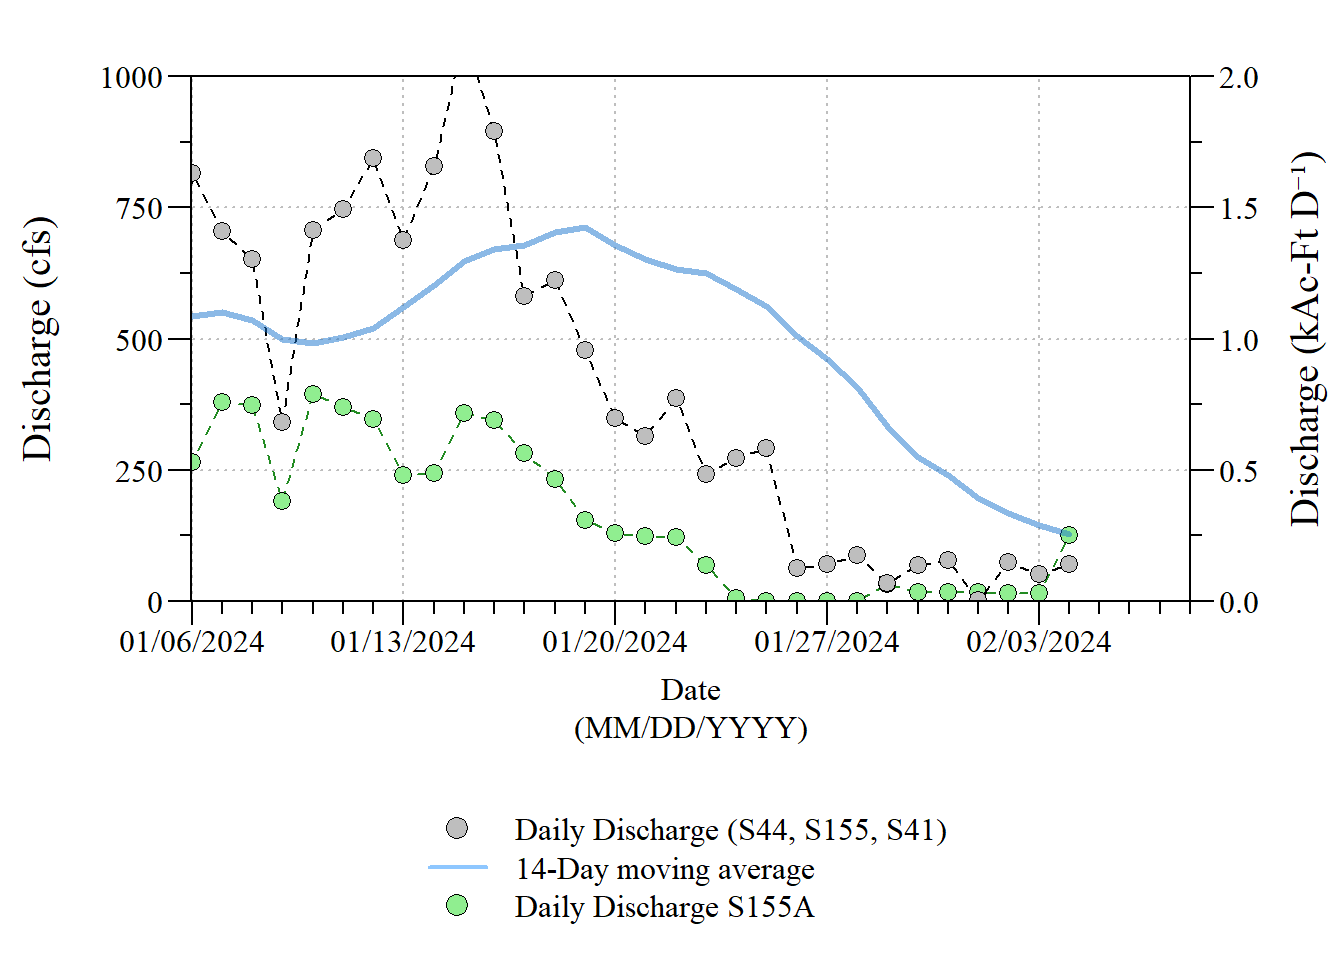 1000
750
500
250
0
2.0
1.5
1.0
0.5
0.0
Discharge (cfs)
Discharge (kAc-Ft D⁻¹)
01/06/2024
01/13/2024
01/20/2024
01/27/2024
02/03/2024
Date
(MM/DD/YYYY)
Daily Discharge (S44, S155, S41)
14-Day moving average
Daily Discharge S155A